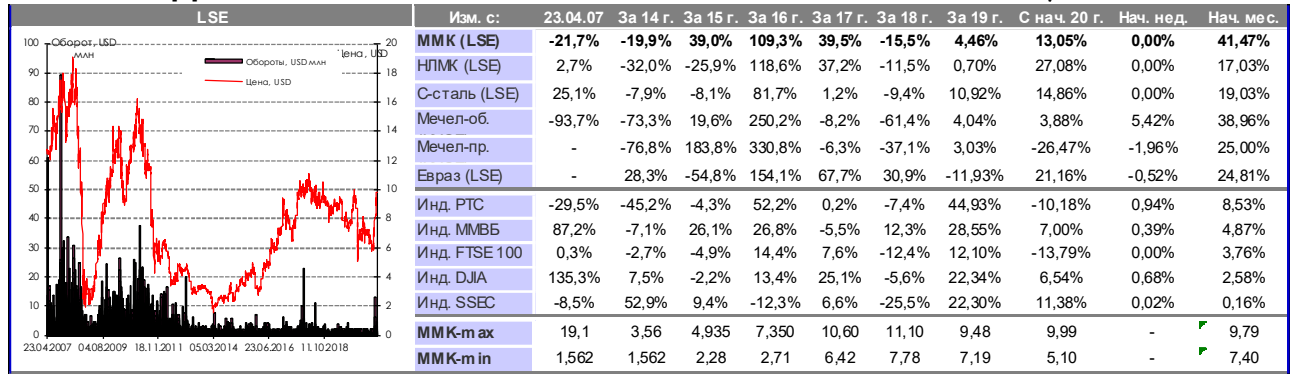 LSE
Оборот, USD млн
Цена, USD
Обороты, USD млн
Цена, USD
100
90
80
70
60
50
40
30
20
10
0
20
18
16
14
12
10
8
6
4
2
0
23.04.2007 04.08.2009 18.11.2011 05.03.2014 23.06.2016 11.10.2018
Изм. с: 23.04.07 За 14 г. За 15 г. За 16 г. За 17 г. За 18 г. За 19 г. С нач. 20 г. Нач. нед. Нач. мес.
ММК (LSE) -21,7% -19,9% 39,0% 109,3% 39,5% -15,5% 4,46% 13,05% 0,00% 41,47%
НЛМК (LSE) 2,7% -32,0% -25,9% 118,6% 37,2% -11,5% 0,70% 27,08% 0,00% 17,03%
С-сталь (LSE) 25,1% -7,9% -8,1% 81,7% 1,2% -9,4% 10,92% 14,86% 0,00% 19,03%
Мечел-об. -93,7% -73,3% 19,6% 250,2% -8,2% -61,4% 4,04% 3,88% 5,42% 38,96%
Мечел-пр. - -76,8% 183,8% 330,8% -6,3% -37,1% 3,03% -26,47% -1,96% 25,00%
Евраз (LSE) - 28,3% -54,8% 154,1% 67,7% 30,9% -11,93% 21,16% -0,52% 24,81%
Инд. РТС -29,5% -45,2% -4,3% 52,2% 0,2% -7,4% 44,93% -10,18% 0,94% 8,53%
Инд. ММВБ 87,2% -7,1% 26,1% 26,8% -5,5% 12,3% 28,55% 7,00% 0,39% 4,87%
Инд. FTSE 100 0,3% -2,7% -4,9% 14,4% 7,6% -12,4% 12,10% -13,79% 0,00% 3,76%
Инд. DJIA 135,3% 7,5% -2,2% 13,4% 25,1% -5,6% 22,34% 6,54% 0,68% 2,58%
Инд. SSEC -8,5% 52,9% 9,4% -12,3% 6,6% -25,5% 22,30% 11,38% 0,02% 0,16%
MMK-max 19,1 3,56 4,935 7,350 10,60 11,10 9,48 9,99 - 9,79
MMK-min 1,562 1,562 2,28 2,71 6,42 7,78 7,19 5,10 - 7,40